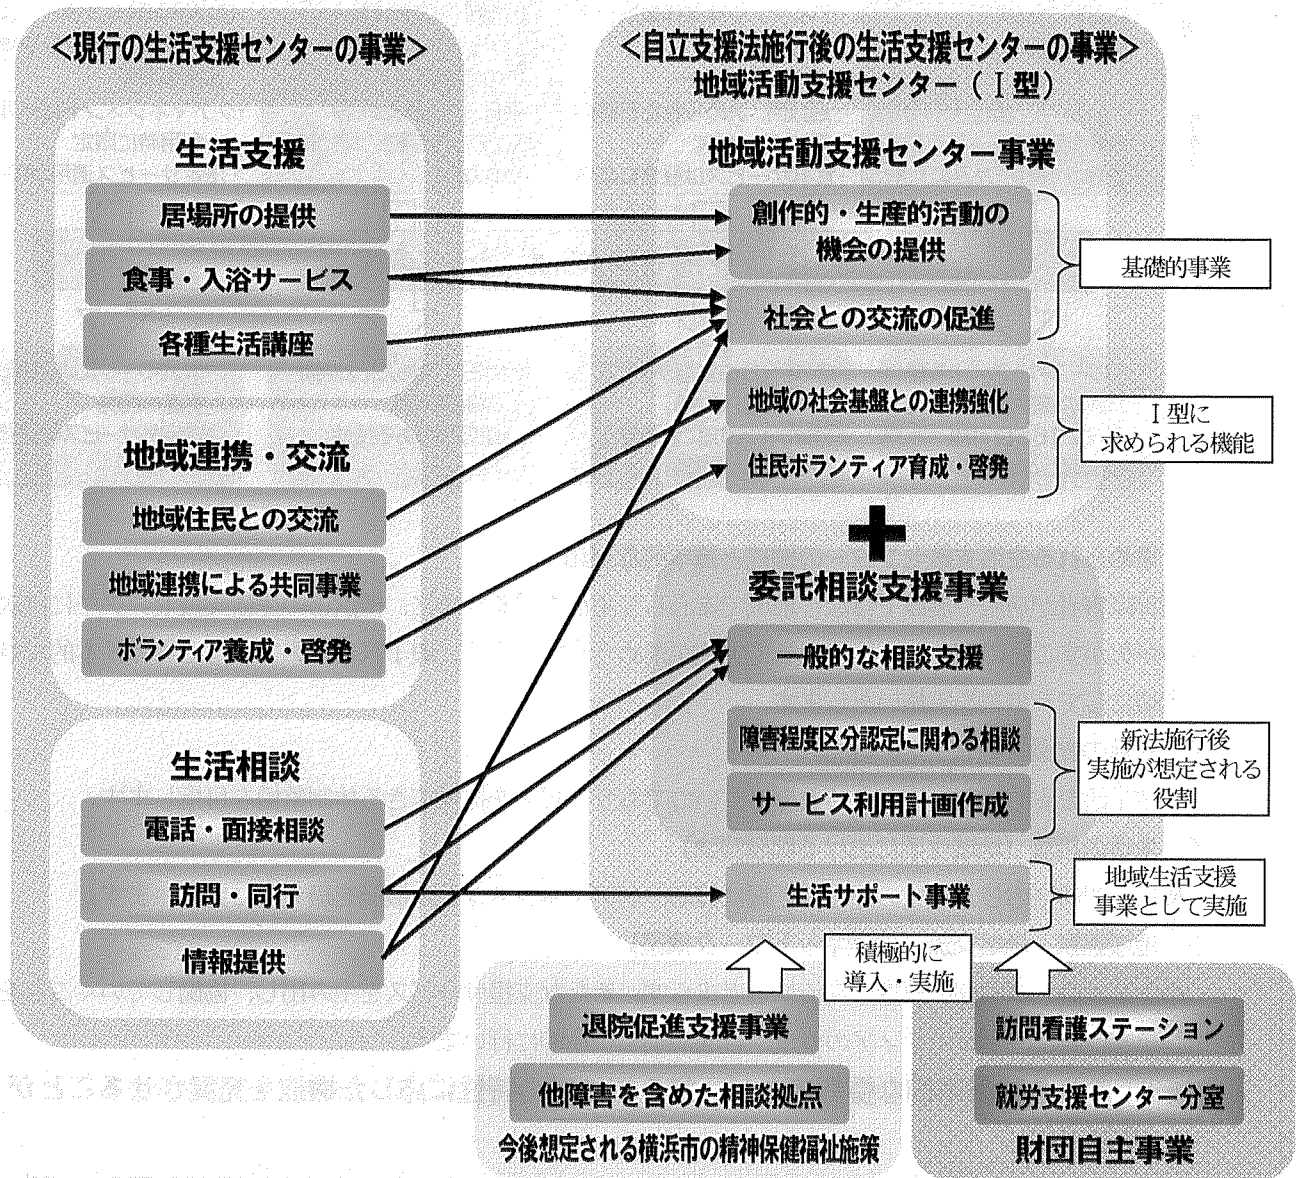 ＜現行の生活支援センターの事業＞
生活支援
居場所の提供
食事・入浴サービス
各種生活講座
地域連携・交流
地域住民との交流
地域連携による共同事業
ボランティア養成・啓発
生活相談
電話・面接相談
訪問・同行
情報提供
＜自立支援法施行後の生活支援センターの事業＞
地域活動支援センター（Ⅰ型）
地域活動支援センター事業
創作的・生産的活動の
機会の提供
社会との交流の促進
基礎的事業
地域の社会基盤との連携強化
住民ボランティア育成・啓発
Ⅰ型に
求められる機能
＋
委託相談支援事業
一般的な相談支援
障害程度区分認定に関わる相談
サービス利用計画作成
新法施行後
実施が想定される
役割
生活サポート事業
地域生活支援
事業として実施
積極的に
導入・実施
退院促進支援事業
他障害を含めた相談拠点
今後想定される横浜市の精神保健福祉施策
訪問看護ステーション
就労支援センター分室
財団自主事業